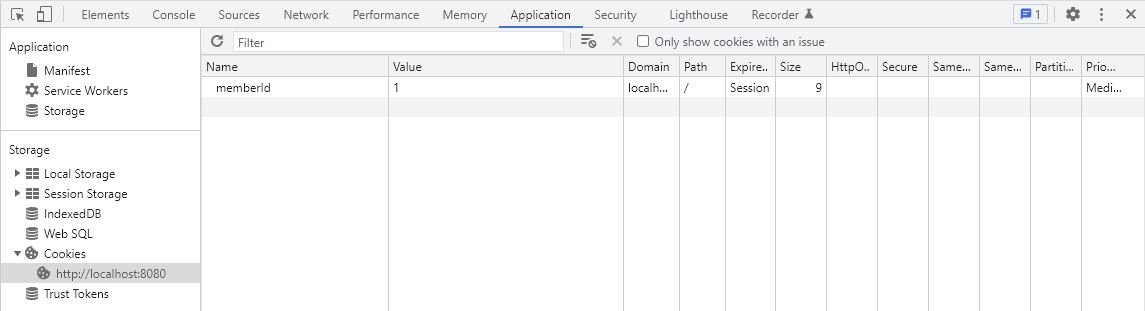 Elements Console Sources Network Performance Memory Application Security Lighthouse Recorder 1
Application
Manifest
Service Workers
Storage
Storage
Local Storage
Session Storage
IndexedDB
Web SQL
Cookies
http://localhost:8080
Trust Tokens
Filter Only show cookies with an issue
Name Value Domain Path Expire.. Size HttpO.. Secure Same... Same... Partiti... Prio...
memberId 1 localh... / Session 9 Medi...